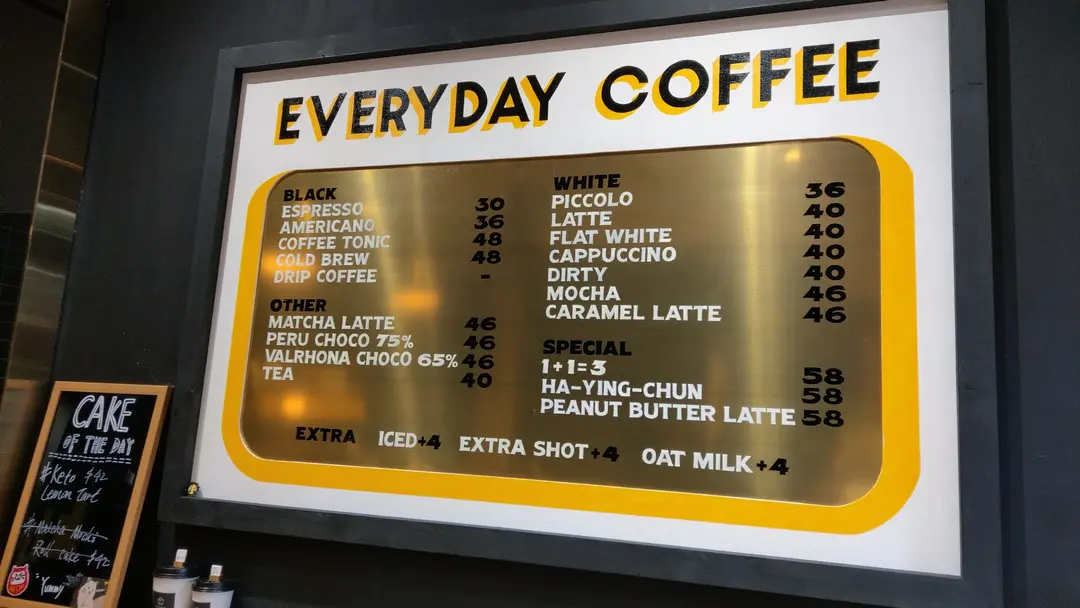 EVERYDAY COFFEE
BLACK
ESPRESSO 30
AMERICANO 36
COFFEE TONIC 48
COLD BREW 48
DRIP COFFEE -
OTHER
MATCHA LATTE 46
PERU CHOCO 75% 46
VALRHONA CHOCO 65% 46
TEA 40
WHITE
PICCOLO 36
LATTE 40
FLAT WHITE 40
CAPPUCCINO 40
DIRTY 40
MOCHA 46
CARAMEL LATTE 46
SPECIAL
1+1=3 58
HA-YING-CHUN 58
PEANUT BUTTER LATTE 58
EXTRA ICED+4 EXTRA SHOT+4 OAT MILK+4
CAKE
OF THE DAY
#Keto $42
Lemon Tart
Roll Cake $42
"Yummy"